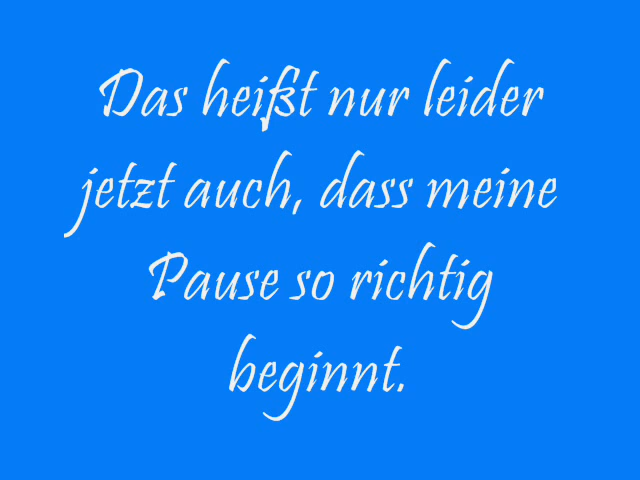 Das heißt nur leider
jetzt auch, dass meine
Pause so richtig
beginnt.